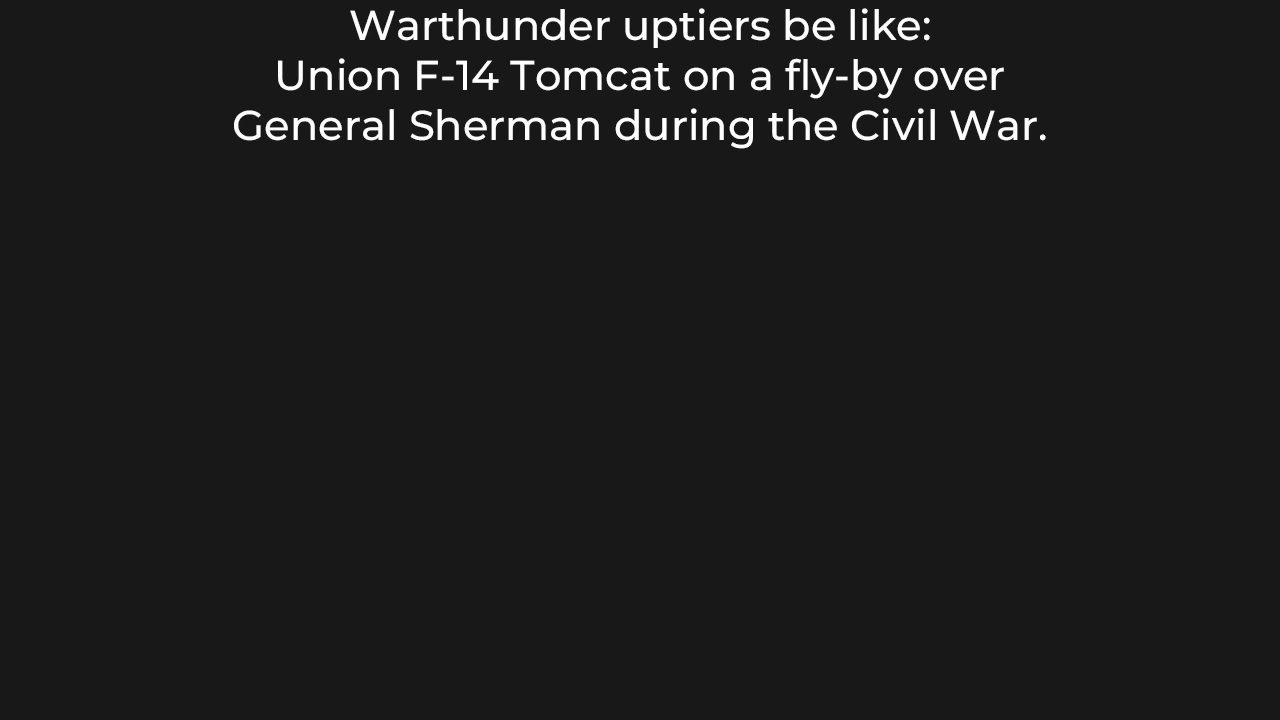 Warthunder uptiers be like:
Union F-14 Tomcat on a fly-by over
General Sherman during the Civil War.